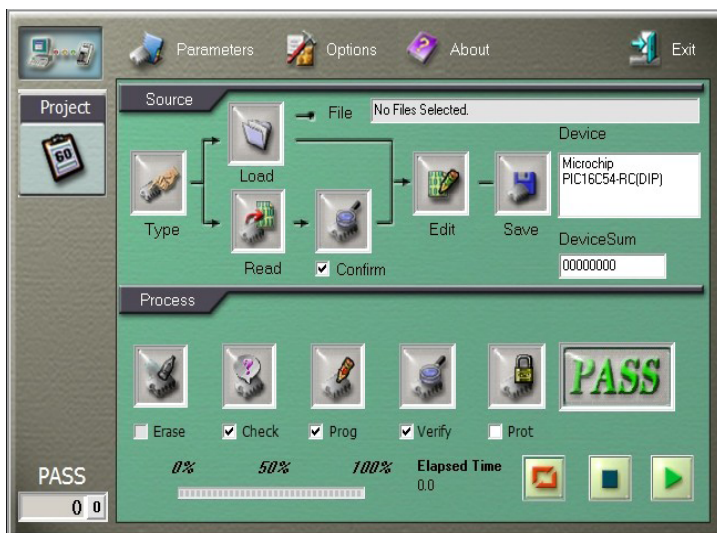 Parameters
Options
About
Exit
Project
GO
Source
File
No Files Selected.
Device
Microchip
PIC16C54-RC(DIP)
Load
Type
Edit
Save
DeviceSum
00000000
Read
Confirm
Process
PASS
Erase
Check
Prog
Verify
Prot
0%
50%
100%
Elapsed Time
0.0
PASS
0
0